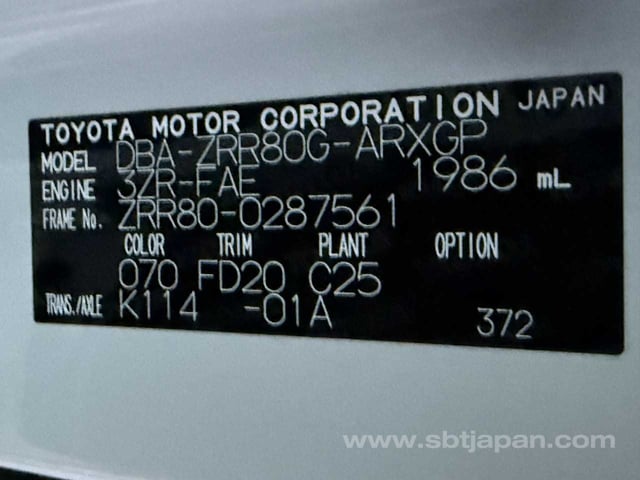 TOYOTA MOTOR CORPORATION JAPAN
MODEL DBA-ZRR80G-ARXGP
ENGINE 3ZR-FAE 1986 mL
FRAME No. ZRR80-0287561
COLOR TRIM PLANT OPTION
070 FD20 C25
TRANS./AXLE K114 -01A 372
www.sbtjapan.com